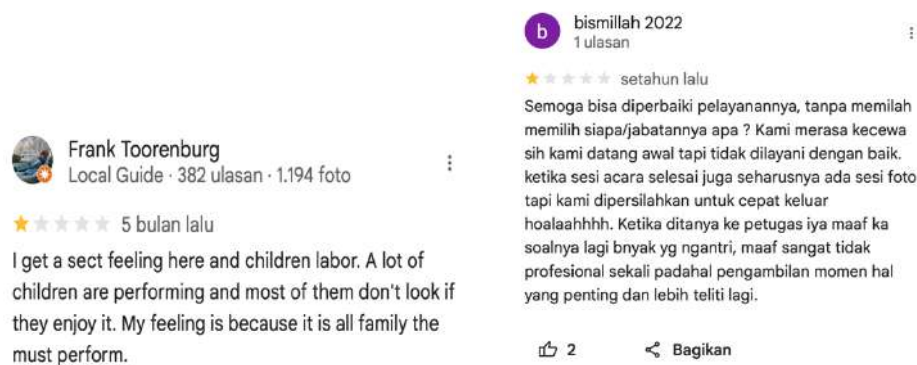 Frank Toorenburg
Local Guide · 382 ulasan · 1.194 foto
5 bulan lalu
I get a sect feeling here and children labor. A lot of
children are performing and most of them don't look if
they enjoy it. My feeling is because it is all family the
must perform.
b
bismillah 2022
1 ulasan
setahun lalu
Semoga bisa diperbaiki pelayanannya, tanpa memilah
memilih siapa/jabatannya apa ? Kami merasa kecewa
sih kami datang awal tapi tidak dilayani dengan baik.
ketika sesi acara selesai juga seharusnya ada sesi foto
tapi kami dipersilahkan untuk cepat keluar
hoalaahhhh. Ketika ditanya ke petugas iya maaf ka
soalnya lagi bnyak yg ngantri, maaf sangat tidak
profesional sekali padahal pengambilan momen hal
yang penting dan lebih teliti lagi.
2 Bagikan